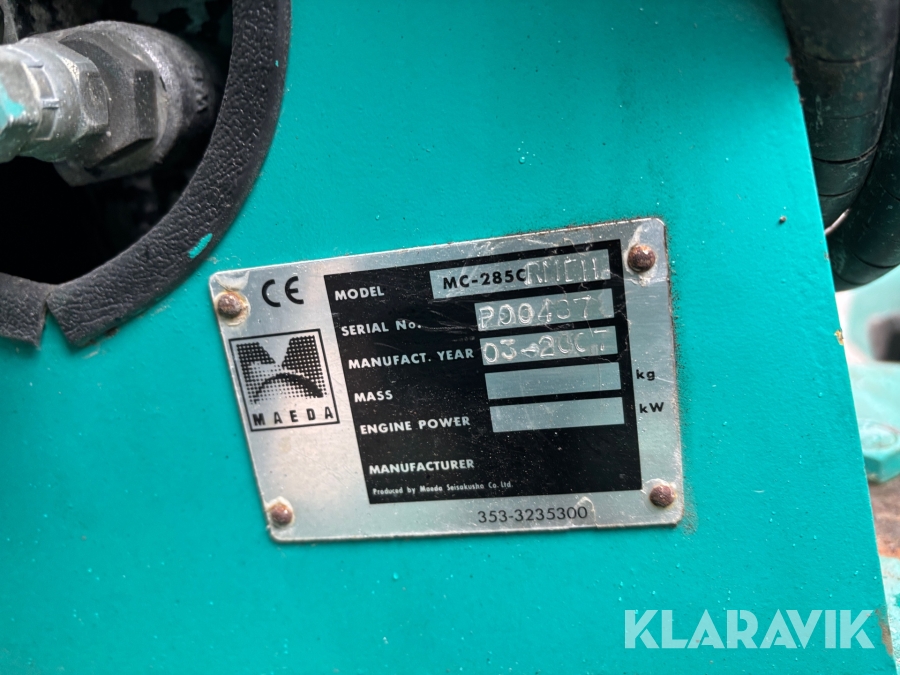 CE
MODEL MC-285C
SERIAL No. P00437
MANUFACT. YEAR 03-2007
MASS kg
ENGINE POWER kW
MANUFACTURER
Produced by Maeda Seisakusho Co. Ltd.
353-3235300
MAEDA
KLARAVIK